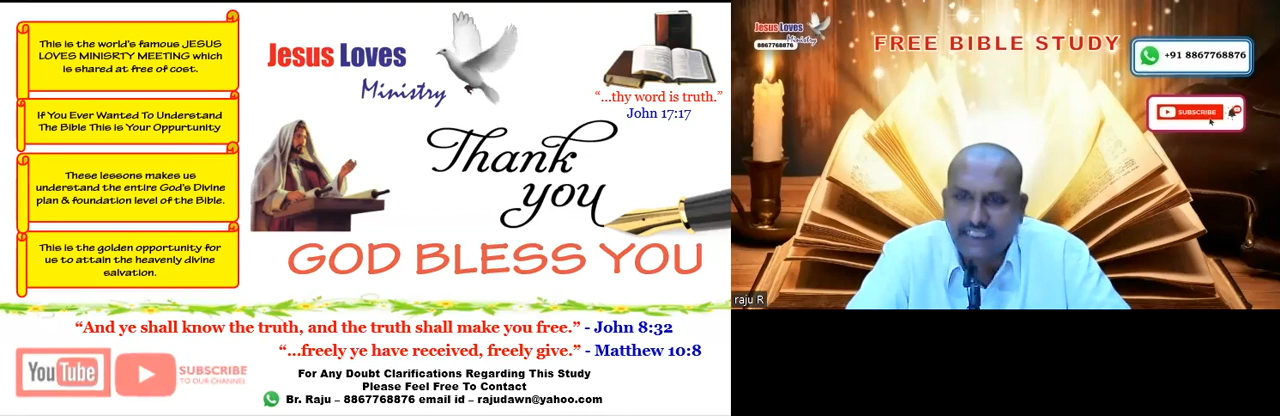 This is the world's famous JESUS
LOVES MINISRTY MEETING which
is shared at free of cost.
If You Ever Wanted To Understand
The Bible This is Your Oppurtunity
These lessons makes us
understand the entire God's Divine
plan & foundation level of the Bible.
This is the golden opportunity for
us to attain the heavenly divine
salvation.
Jesus Loves
Ministry
"...thy word is truth."
John 17:17
Thank
you
GOD BLESS YOU
"And ye shall know the truth, and the truth shall make you free." - John 8:32
"...freely ye have received, freely give." - Matthew 10:8
YouTube
SUBSCRIBE
TO OUR CHANNEL
For Any Doubt Clarifications Regarding This Study
Please Feel Free To Contact
Br. Raju – 8867768876 email id – rajudawn@yahoo.com
Jesus Loves
Ministry
8867768876
FREE BIBLE STUDY
+91 8867768876
SUBSCRIBE
raju R